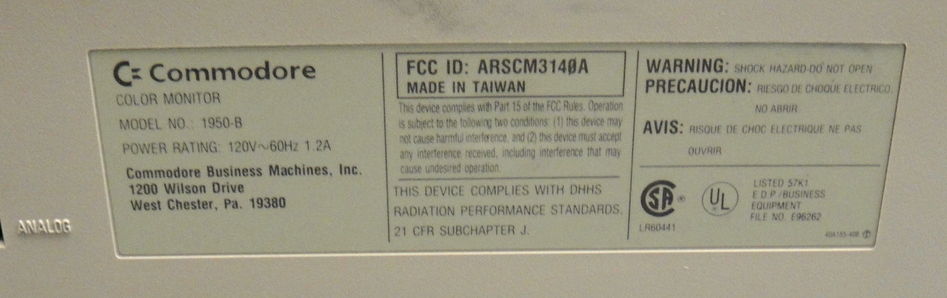 Commodore
COLOR MONITOR
MODEL NO.: 1950-B
POWER RATING: 120V~60Hz 1.2A
Commodore Business Machines, Inc.
1200 Wilson Drive
West Chester, Pa. 19380
FCC ID: ARSCM3140A
MADE IN TAIWAN
This device complies with Part 15 of the FCC Rules. Operation
is subject to the following two conditions: (1) this device may
not cause harmful interference, and (2) this device must accept
any interference received, including interference that may
cause undesired operation.
THIS DEVICE COMPLIES WITH DHHS
RADIATION PERFORMANCE STANDARDS,
21 CFR SUBCHAPTER J.
WARNING: SHOCK HAZARD-DO NOT OPEN
PRECAUCION: RIESGO DE CHOQUE ELECTRICO,
NO ABRIR.
AVIS: RISQUE DE CHOC ELECTRIQUE NE PAS
OUVRIR
SA
LR60441
UL
LISTED 57K1
E.D.P./BUSINESS
EQUIPMENT
FILE NO. E96262
ANALOG